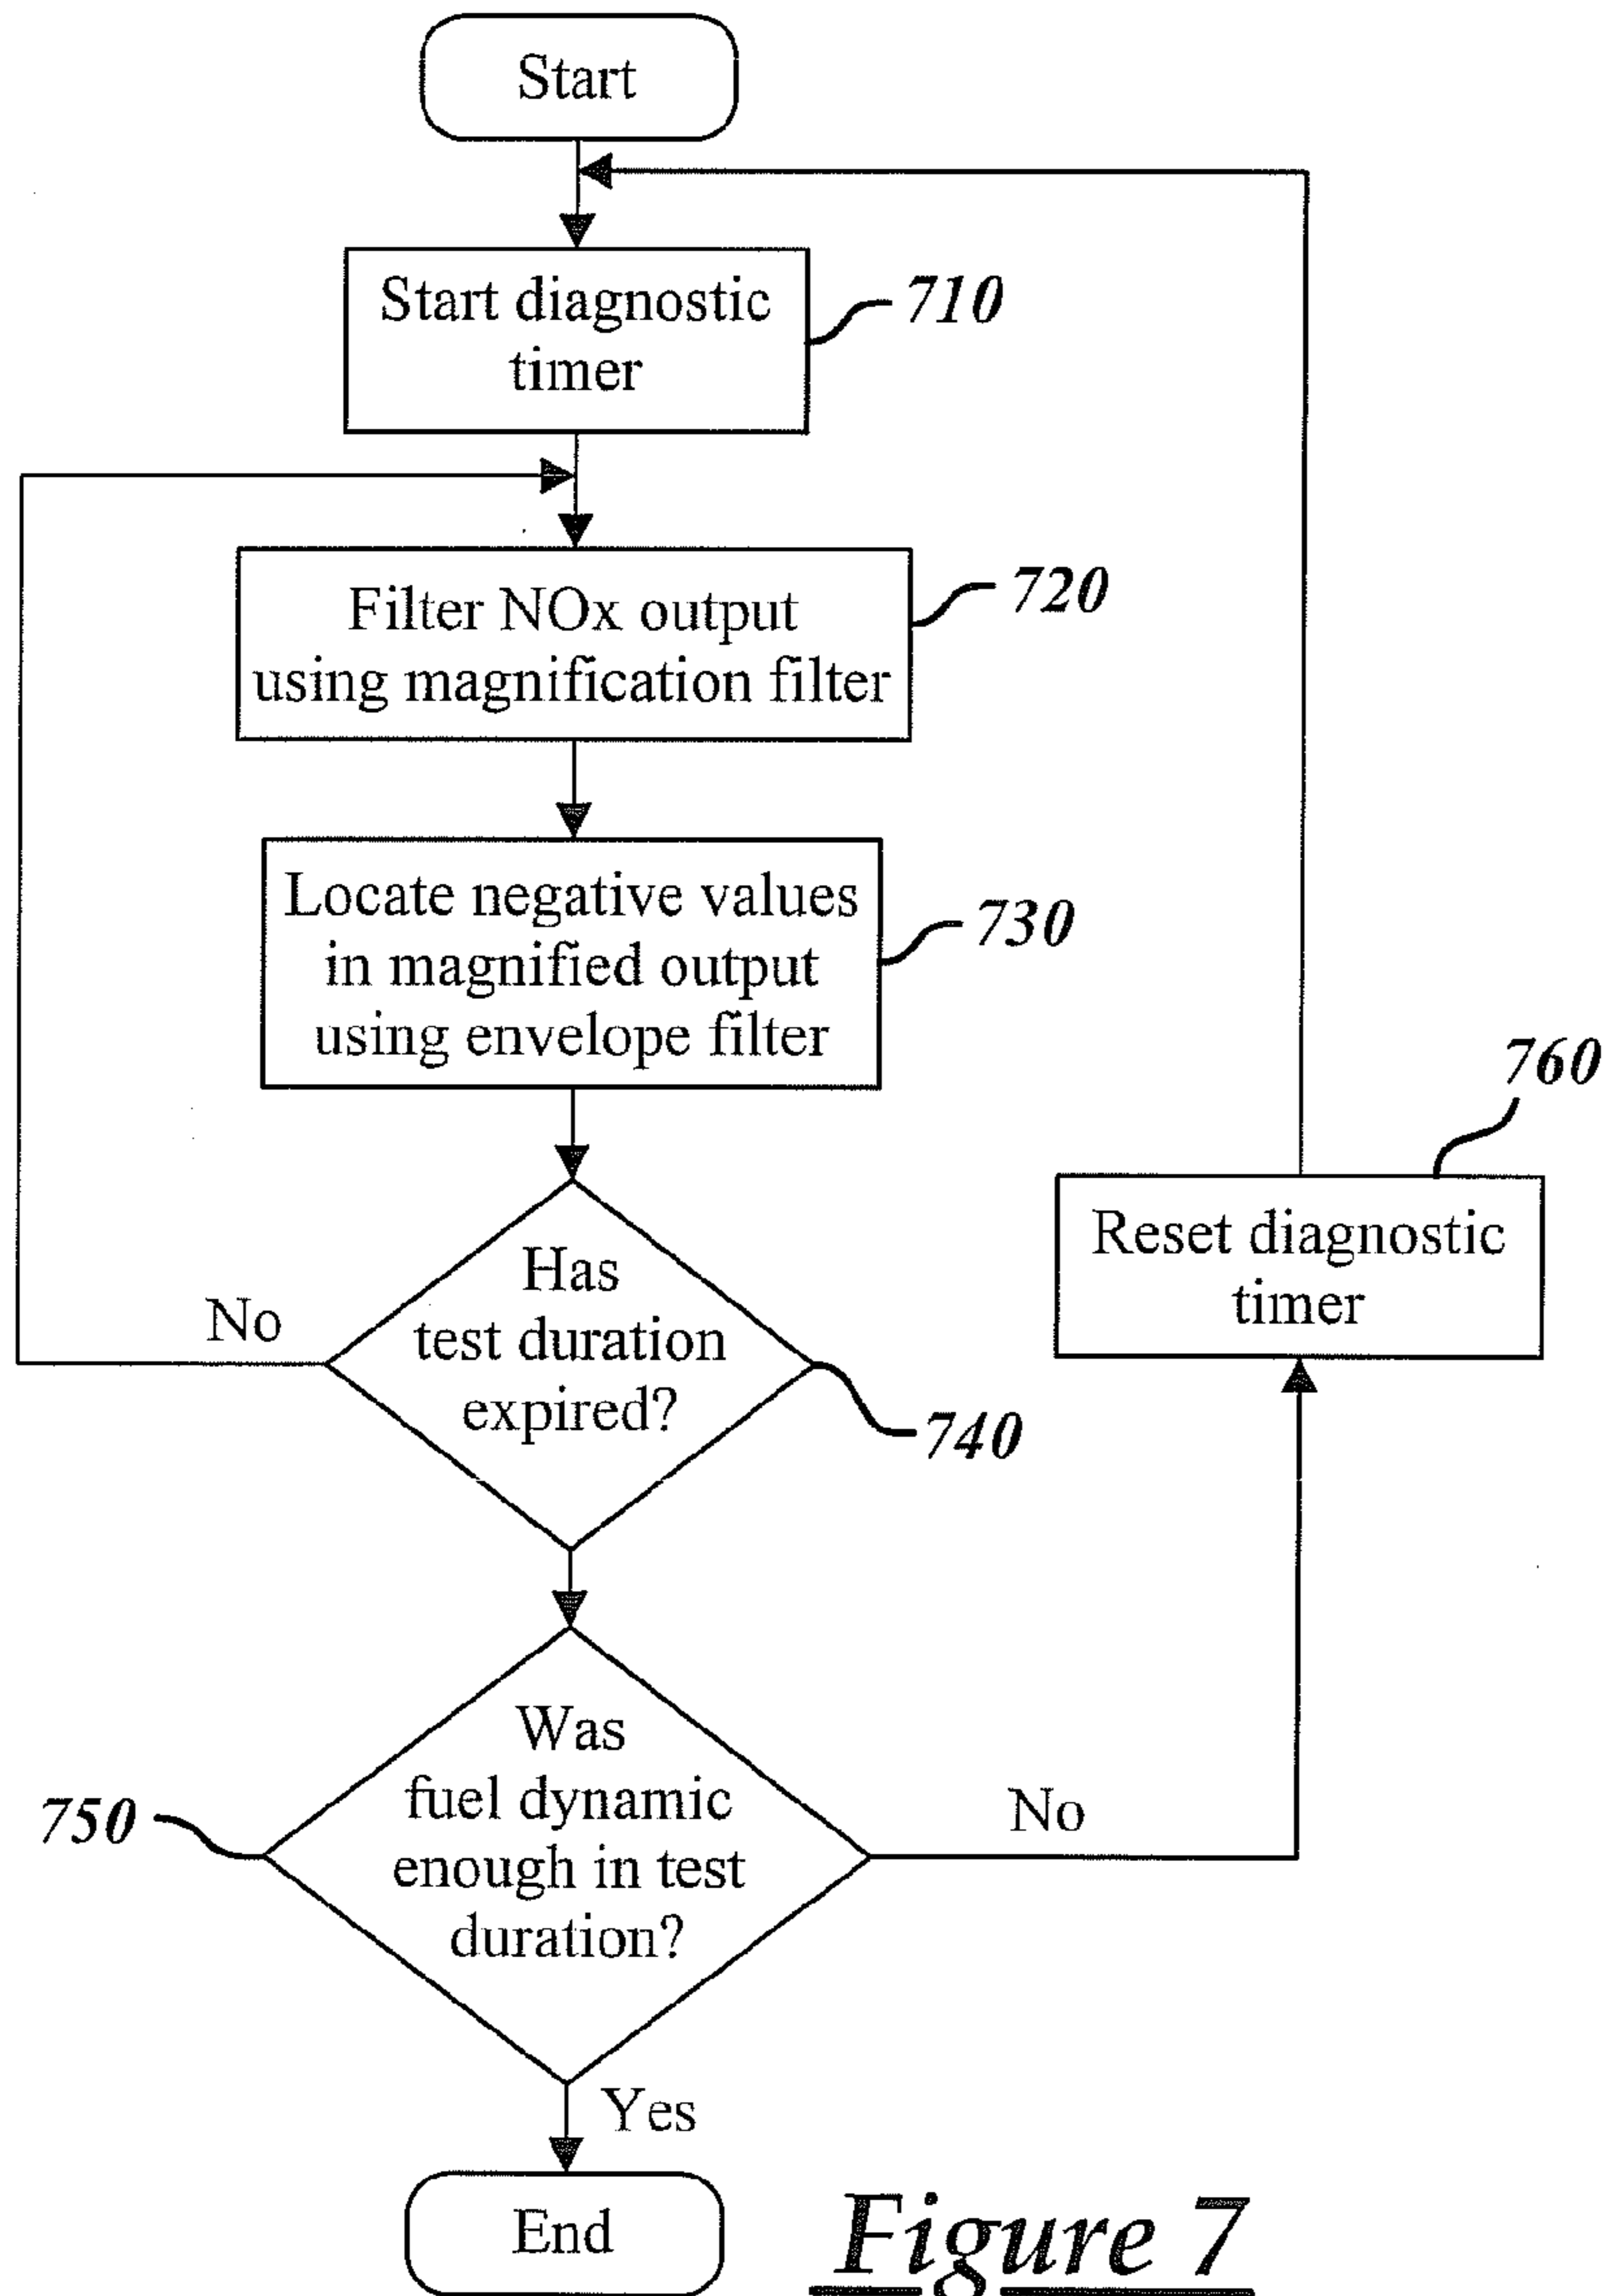 Start
Start diagnostic
timer
710
Filter NOx output
using magnification filter
720
Locate negative values
in magnified output
using envelope filter
730
760
Reset diagnostic
timer
Has
test duration
expired?
No
740
Was
fuel dynamic
enough in test
duration?
750
No
Yes
End
Figure 7